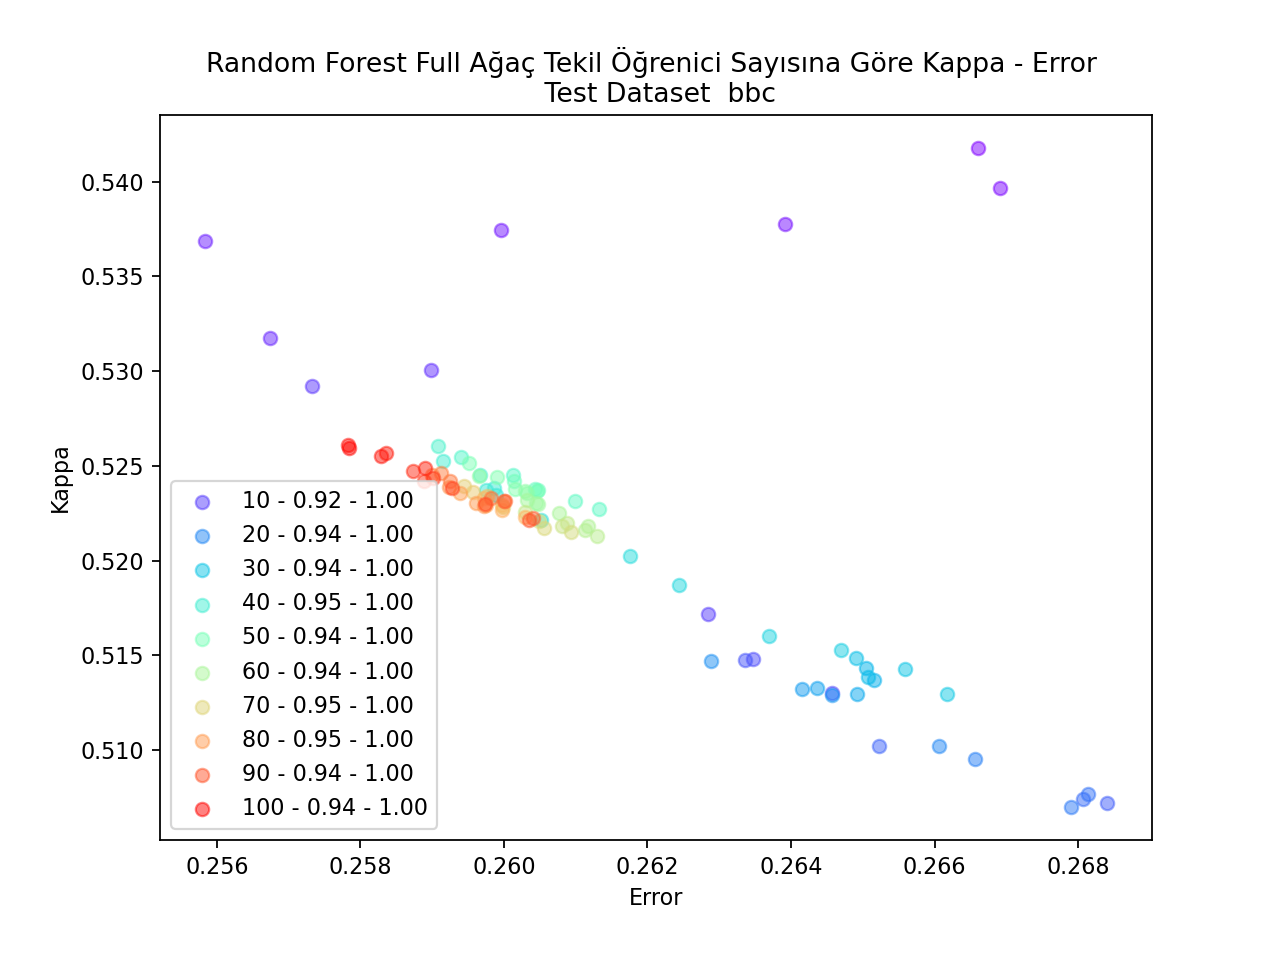 Random Forest Full Ağaç Tekil Öğrenici Sayısına Göre Kappa - Error
Test Dataset  bbc
0.540
0.535
0.530
0.525
0.520
0.515
0.510
Kappa
10 - 0.92 - 1.00
20 - 0.94 - 1.00
30 - 0.94 - 1.00
40 - 0.95 - 1.00
50 - 0.94 - 1.00
60 - 0.94 - 1.00
70 - 0.95 - 1.00
80 - 0.95 - 1.00
90 - 0.94 - 1.00
100 - 0.94 - 1.00
0.256 0.258 0.260 0.262 0.264 0.266 0.268
Error